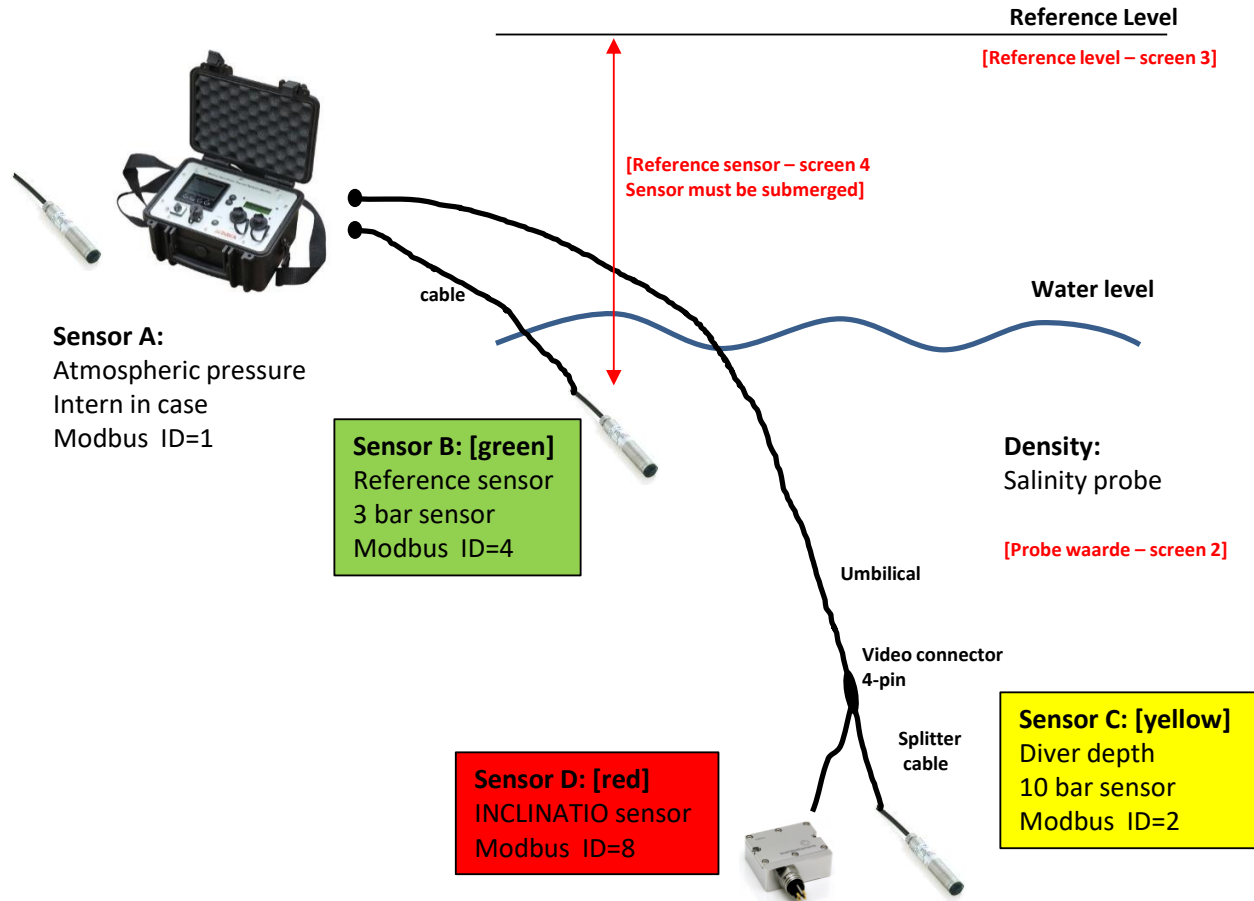 Reference Level
[Reference level – screen 3]
[Reference sensor – screen 4
Sensor must be submerged]
cable
Water level
Sensor A:
Atmospheric pressure
Intern in case
Modbus  ID=1
Sensor B: [green]
Reference sensor
3 bar sensor
Modbus  ID=4
Density:
Salinity probe
[Probe waarde – screen 2]
Umbilical
Video connector
4-pin
Splitter
cable
Sensor C: [yellow]
Diver depth
10 bar sensor
Modbus  ID=2
Sensor D: [red]
INCLINATIO sensor
Modbus  ID=8